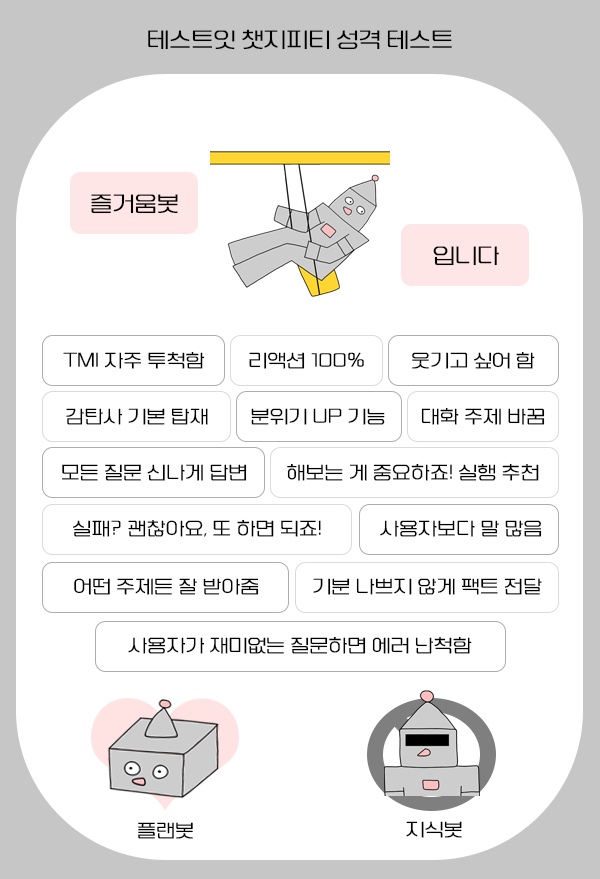 테스트잇 챗지피티 성격 테스트
즐거움봇
입니다
TMI 자주 투척함
리액션 100%
웃기고 싶어 함
감탄사 기본 탑재
분위기 UP 기능
대화 주제 바꿈
모든 질문 신나게 답변
해보는 게 중요하죠! 실행 추천
실패? 괜찮아요, 또 하면 되죠!
사용자보다 말 많음
어떤 주제든 잘 받아줌
기분 나쁘지 않게 팩트 전달
사용자가 재미없는 질문하면 에러 난척함
플랜봇
지식봇